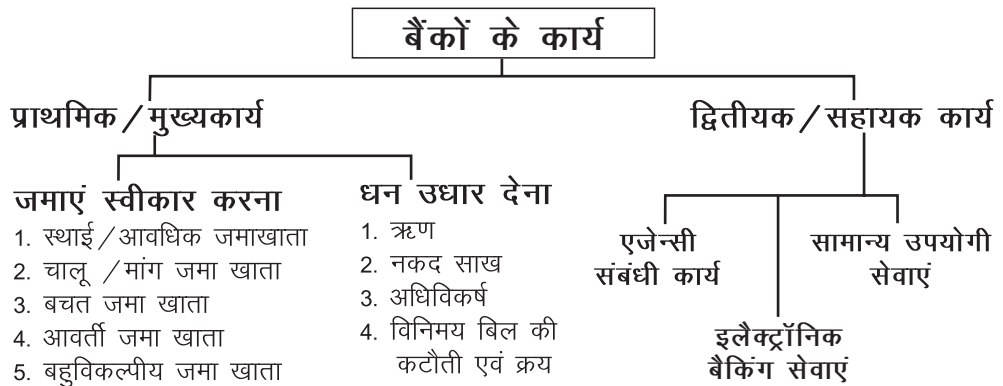 बैंकों के कार्य
प्राथमिक / मुख्यकार्य
द्वितीयक / सहायक कार्य
जमाएं स्वीकार करना
1. स्थाई / आवधिक जमाखाता
2. चालू / मांग जमा खाता
3. बचत जमा खाता
4. आवर्ती जमा खाता
5. बहुविकल्पीय जमा खाता
धन उधार देना
1. ऋण
2. नकद साख
3. अधिविकर्ष
4. विनिमय बिल की
कटौती एवं क्रय
एजेन्सी
संबंधी कार्य
इलैक्ट्रॉनिक
बैकिंग सेवाएं
सामान्य उपयोगी
सेवाएं